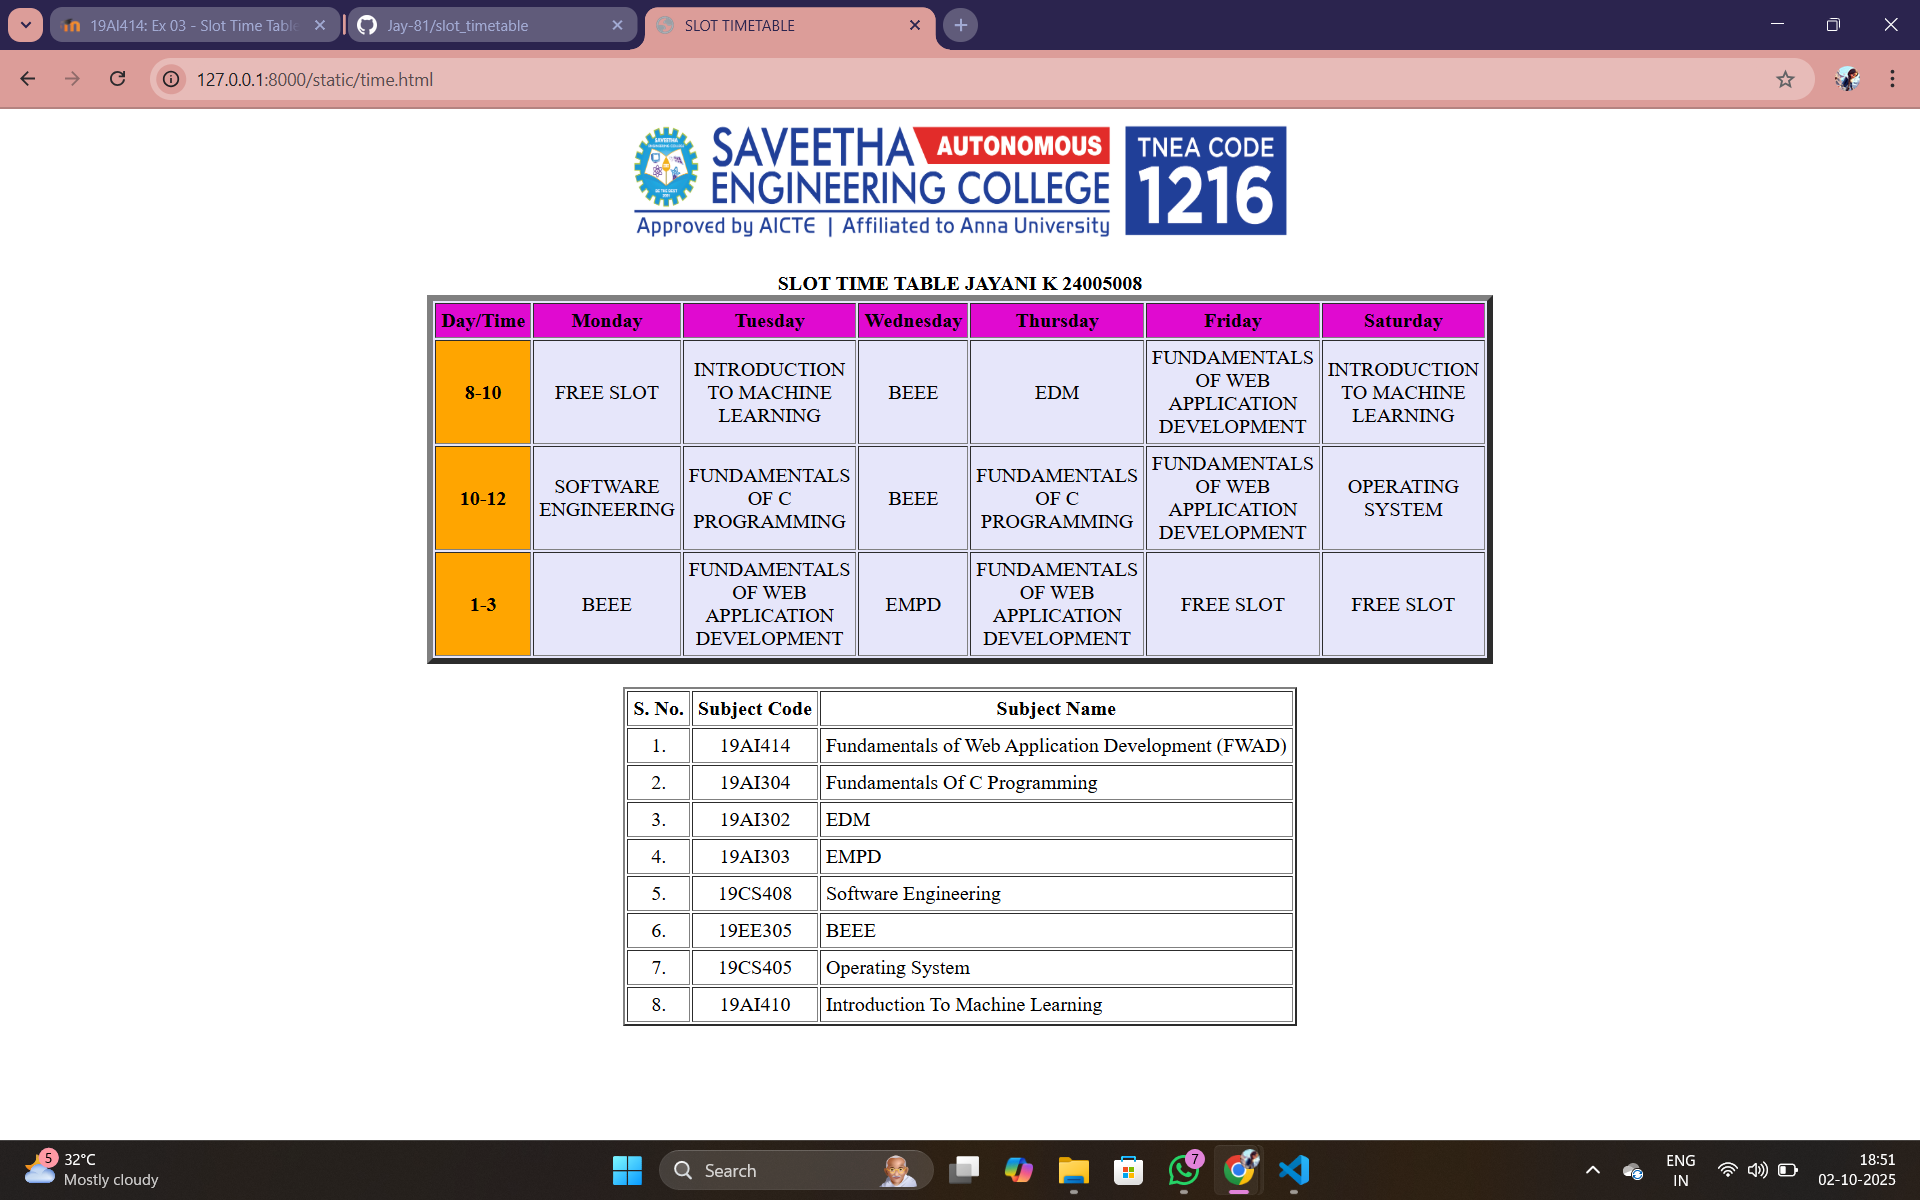 19AI414: Ex 03 - Slot Time Table
Jay-81/slot_timetable
SLOT TIMETABLE
127.0.0.1:8000/static/time.html
SAVEETHA AUTONOMOUS
ENGINEERING COLLEGE
Approved by AICTE | Affiliated to Anna University
TNEA CODE
1216
SLOT TIME TABLE JAYANI K 24005008
Day/Time Monday Tuesday Wednesday Thursday Friday Saturday
8-10
FREE SLOT
INTRODUCTION
TO MACHINE
LEARNING
BEEE
EDM
FUNDAMENTALS
OF WEB
APPLICATION
DEVELOPMENT
INTRODUCTION
TO MACHINE
LEARNING
10-12
SOFTWARE
ENGINEERING
FUNDAMENTALS
OF C
PROGRAMMING
BEEE
FUNDAMENTALS
OF C
PROGRAMMING
FUNDAMENTALS
OF WEB
APPLICATION
DEVELOPMENT
OPERATING
SYSTEM
1-3
BEEE
FUNDAMENTALS
OF WEB
APPLICATION
DEVELOPMENT
EMPD
FUNDAMENTALS
OF WEB
APPLICATION
DEVELOPMENT
FREE SLOT
FREE SLOT
S. No. Subject Code Subject Name
1. 19AI414 Fundamentals of Web Application Development (FWAD)
2. 19AI304 Fundamentals Of C Programming
3. 19AI302 EDM
4. 19AI303 EMPD
5. 19CS408 Software Engineering
6. 19EE305 BEEE
7. 19CS405 Operating System
8. 19AI410 Introduction To Machine Learning
5
32°C
Mostly cloudy
Search
7
ENG
IN
18:51
02-10-2025